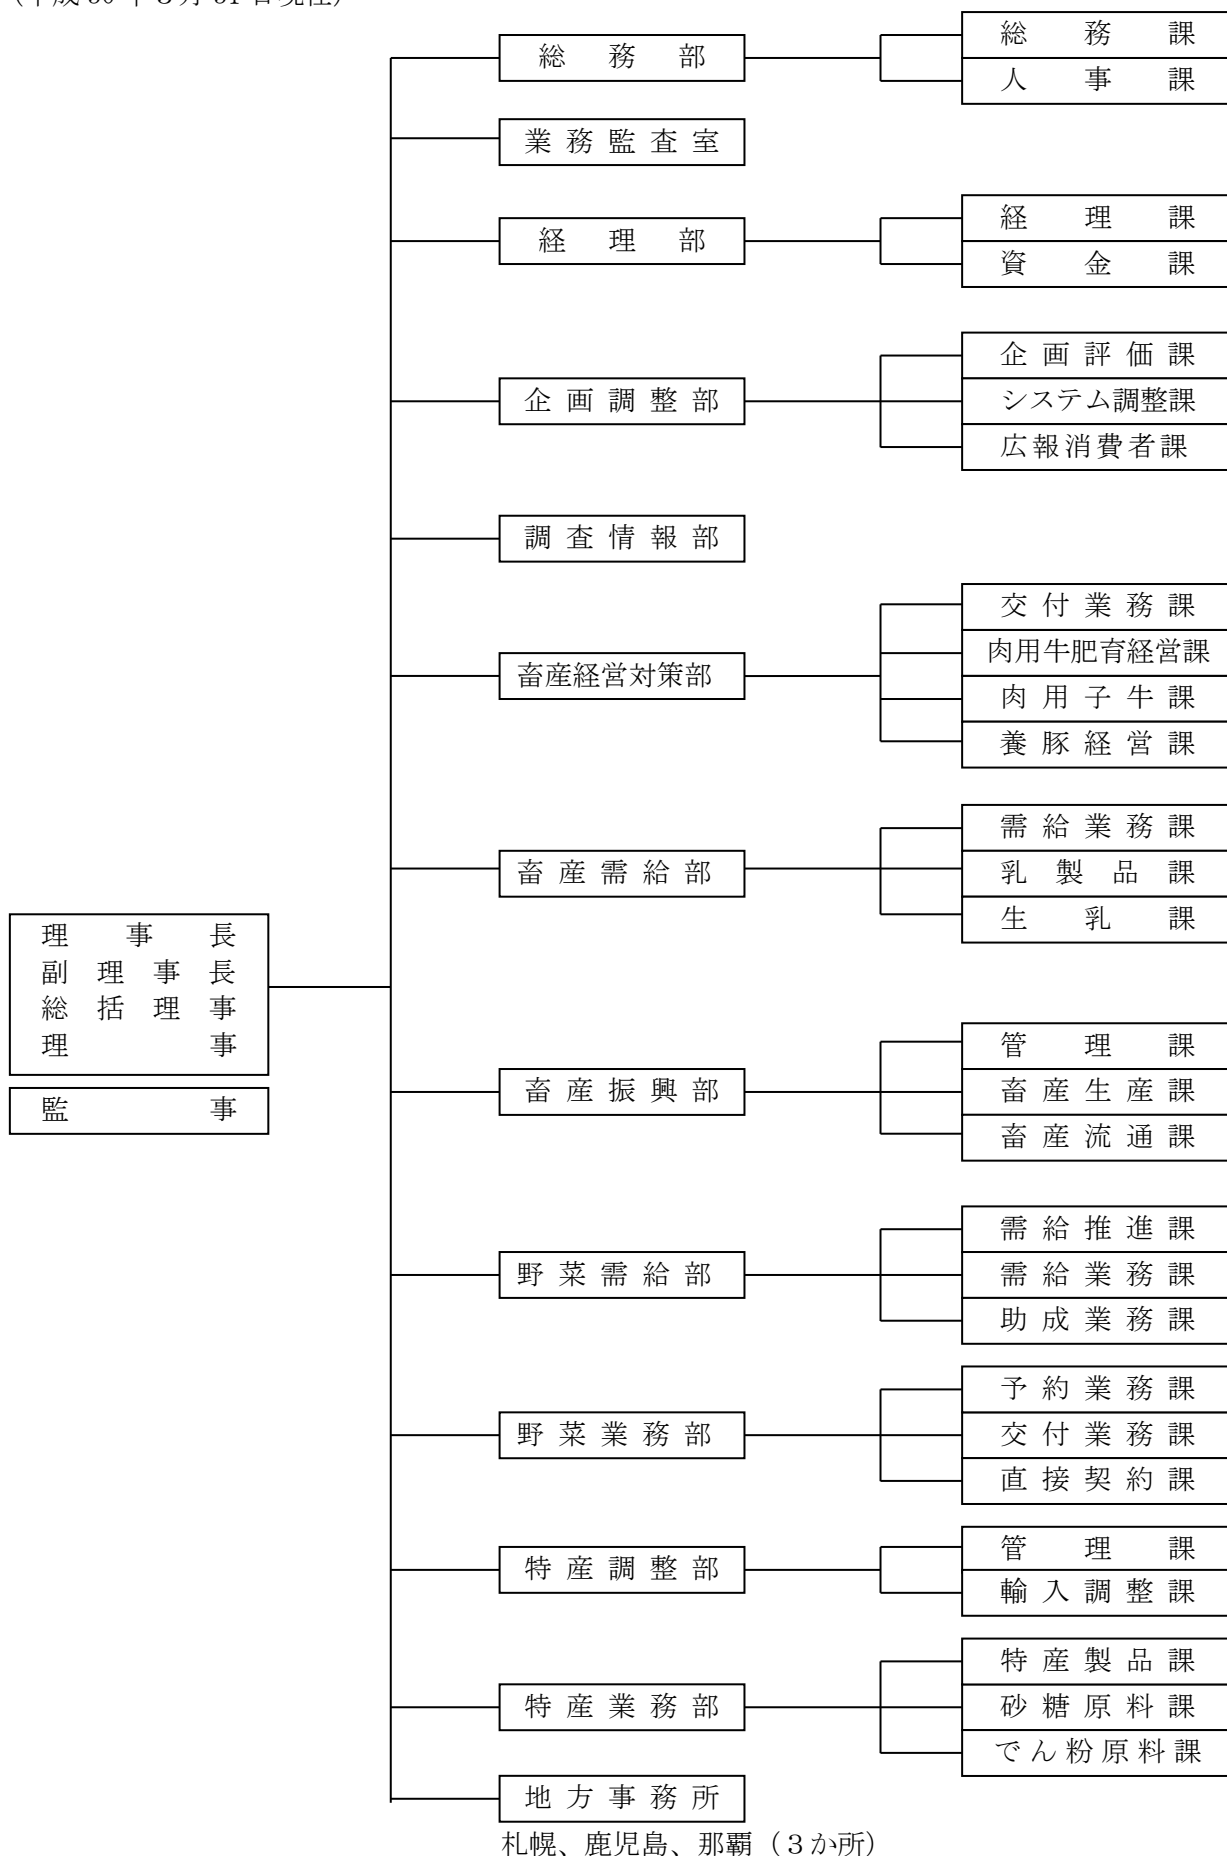 （平成 30 年３月 31 日現在）
総務部
総務課
人事課
業務監査室
経理部
経理課
資金課
企画調整部
企画評価課
システム調整課
広報消費者課
調査情報部
畜産経営対策部
交付業務課
肉用牛肥育経営課
肉用子牛課
養豚経営課
畜産需給部
需給業務課
乳製品課
生乳課
理事長
副理事長
総括理事
理事
監事
畜産振興部
管理課
畜産生産課
畜産流通課
野菜需給部
需給推進課
需給業務課
助成業務課
野菜業務部
予約業務課
交付業務課
直接契約課
特産調整部
管理課
輸入調整課
特産業務部
特産製品課
砂糖原料課
でん粉原料課
地方事務所
札幌、鹿児島、那覇（３か所）